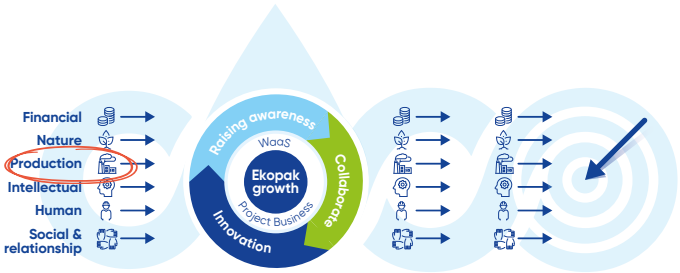 Financial
Nature
Production
Intellectual
Human
Social &
relationship
Raising awareness
Collaborate
Innovation
WaaS
Project Business
Ekopak
growth